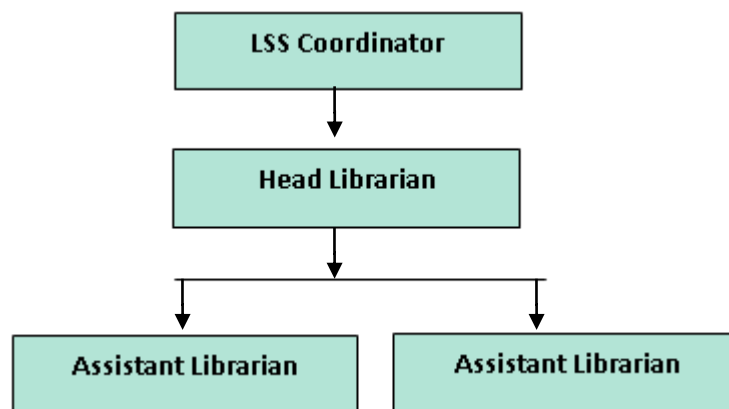 LSS Coordinator
Head Librarian
Assistant Librarian
Assistant Librarian